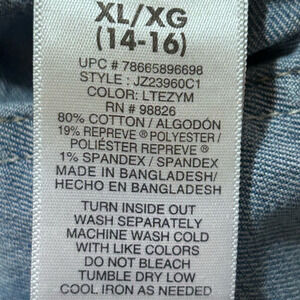 XL/XG
(14-16)
UPC # 78665896698
STYLE : JZ23960C1
COLOR: LTEZYM
RN # 98826
80% COTTON / ALGODÓN
19% REPREVE® POLYESTER /
POLIÉSTER REPREVE®
1% SPANDEX / SPANDEX
MADE IN BANGLADESH/
HECHO EN BANGLADESH
TURN INSIDE OUT
WASH SEPARATELY
MACHINE WASH COLD
WITH LIKE COLORS
DO NOT BLEACH
TUMBLE DRY LOW
COOL IRON AS NEEDED